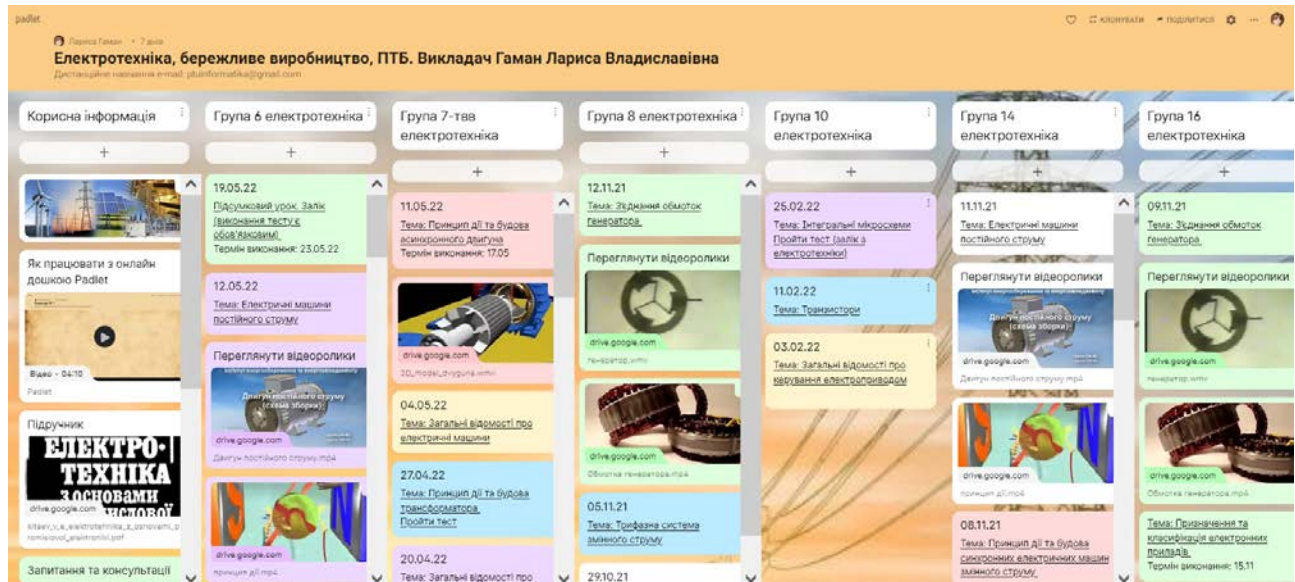 padlet
КЛОНУВАТИ
ПОДІЛИТИСЯ
Лариса Гаман • 7 днів
Електротехніка, бережливе виробництво, ПТБ. Викладач Гаман Лариса Владиславівна
Дистанційне навчання e-mail: ptuinformatika@gmail.com
Корисна інформація
Як працювати з онлайн
дошкою Padlet
Відео - 04:10
Padlet
Підручник
ЕЛЕКТРО-
ТЕХНІКА
З ОСНОВАМИ
drive.google.com
Запитання та консультації
Група 6 електротехніка
19.05.22
Підсумковий урок. Залік
(виконання тесту є
обов'язковим)
Термін виконання: 23.05.22
12.05.22
Тема: Електричні машини
постійного струму
Переглянути відеоролики
Двигун постійного струму
(схема зборки)
drive.google.com
Двигун постійного струму.mp4
drive.google.com
принцип дії.mp4
Група 7-твв
електротехніка
11.05.22
Тема: Принцип дії та будова
асинхронного двигуна
Термін виконання: 17.05
drive.google.com
3D_model_dvyguna.wmv
04.05.22
Тема: Загальні відомості про
електричні машини
27.04.22
Тема: Принцип дії та будова
трансформатора.
Пройти тест
20.04.22
Тема: Загальні відомості про
Група 8 електротехніка
12.11.21
Тема: З'єднання обмоток
генератора.
Переглянути відеоролики
drive.google.com
генератор.wmv
drive.google.com
Обмотка генератора.mp4
05.11.21
Тема: Трифазна система
змінного струму
29.10.21
Група 10
електротехніка
25.02.22
Тема: Інтегральні мікросхеми
Пройти тест (залік з
електротехніки)
11.02.22
Тема: Транзистори
03.02.22
Тема: Загальні відомості про
керування електроприводом
Група 14
електротехніка
11.11.21
Тема: Електричні машини
постійного струму
Переглянути відеоролики
Двигун постійного струму
(схема зборки)
drive.google.com
Двигун постійного струму.mp4
drive.google.com
принцип дії.mp4
08.11.21
Тема: Принцип дії та будова
синхронних електричних машин
змінного струму
Група 16
електротехніка
09.11.21
Тема: З'єднання обмоток
генератора
Переглянути відеоролики
drive.google.com
генератор.wmv
drive.google.com
Обмотка генератора.mp4
Тема: Призначення та
класифікація електронних
приладів.
Термін виконання: 15.11